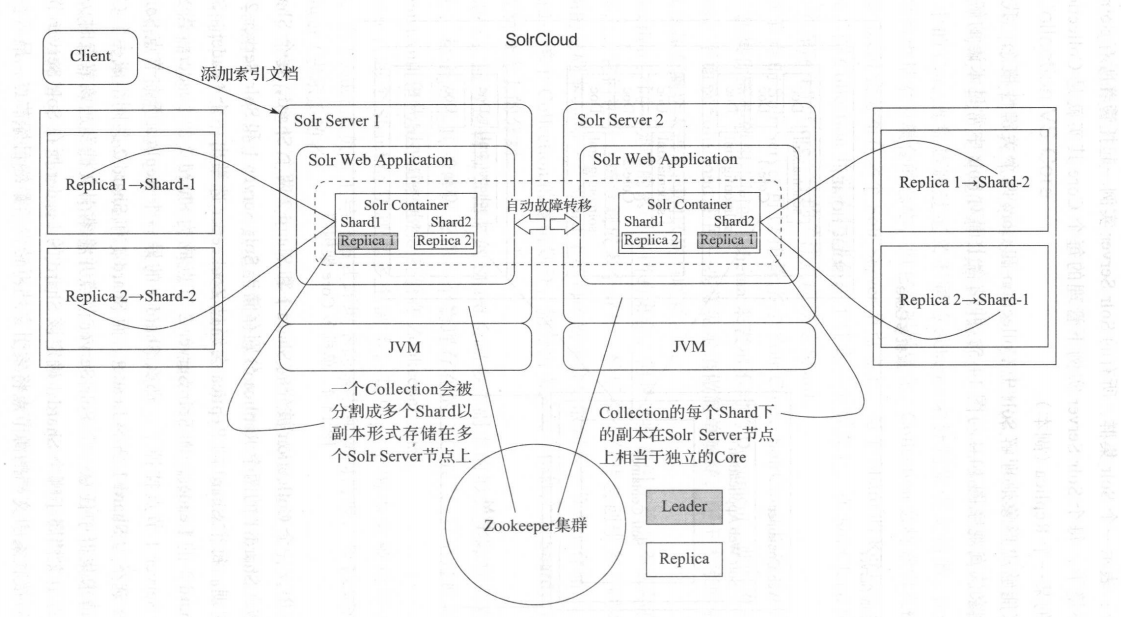 SolrCloud
Client
添加索引文档
Solr Server 1
Solr Web Application
Solr Container
Shard1 Shard2
Replica 1 Replica 2
自动故障转移
Solr Server 2
Solr Web Application
Solr Container
Shard1 Shard2
Replica 2 Replica 1
Replica 1→Shard-1
Replica 2→Shard-2
Replica 1→Shard-2
Replica 2→Shard-1
JVM
JVM
一个Collection会被
分割成多个Shard以
副本形式存储在多
个Solr Server节点上
Collection的每个Shard下
的副本在Solr Server节点
上相当于独立的Core
Zookeeper集群
Leader
Replica